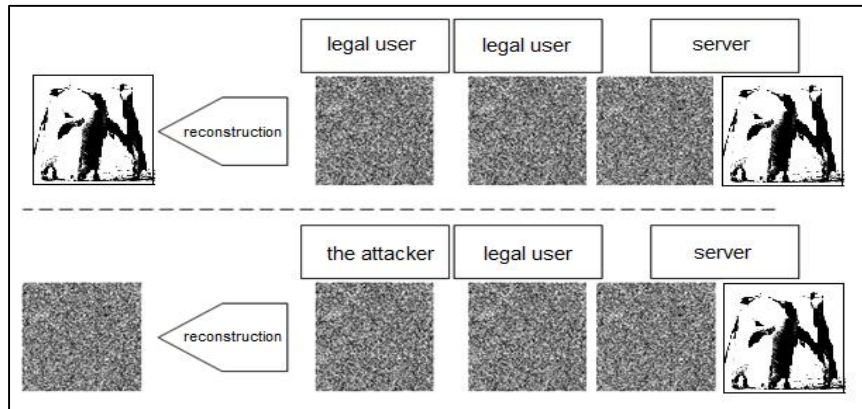 legal user
legal user
server
reconstruction
the attacker
legal user
server
reconstruction